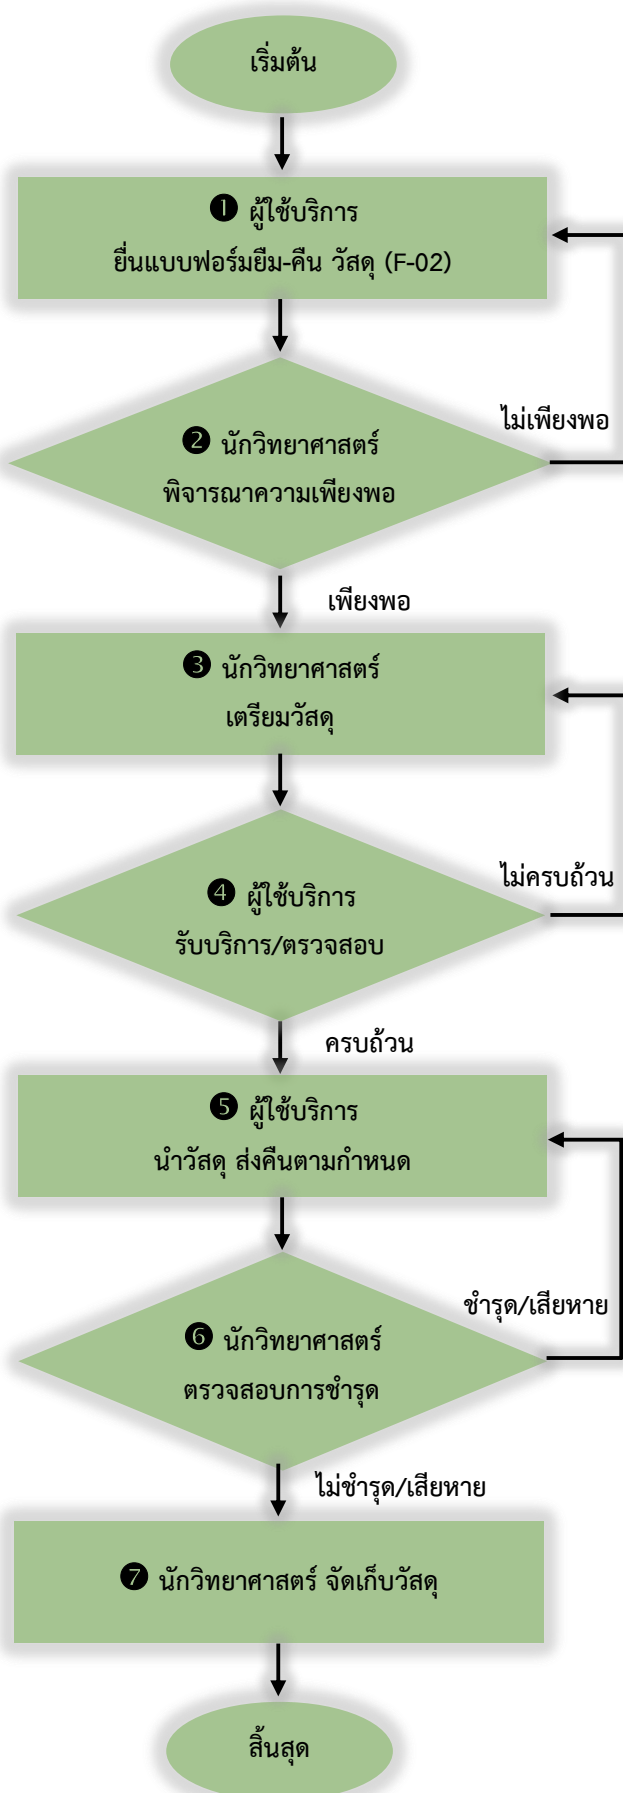 เริ่มต้น
❶ ผู้ใช้บริการ
ยื่นแบบฟอร์มยืม-คืน วัสดุ (F-02)
ไม่เพียงพอ
❷ นักวิทยาศาสตร์
พิจารณาความเพียงพอ
เพียงพอ
❸ นักวิทยาศาสตร์
เตรียมวัสดุ
ไม่ครบถ้วน
❹ ผู้ใช้บริการ
รับบริการ/ตรวจสอบ
ครบถ้วน
❺ ผู้ใช้บริการ
นำวัสดุ ส่งคืนตามกำหนด
ชำรุด/เสียหาย
❻ นักวิทยาศาสตร์
ตรวจสอบการชำรุด
ไม่ชำรุด/เสียหาย
❼ นักวิทยาศาสตร์ จัดเก็บวัสดุ
สิ้นสุด